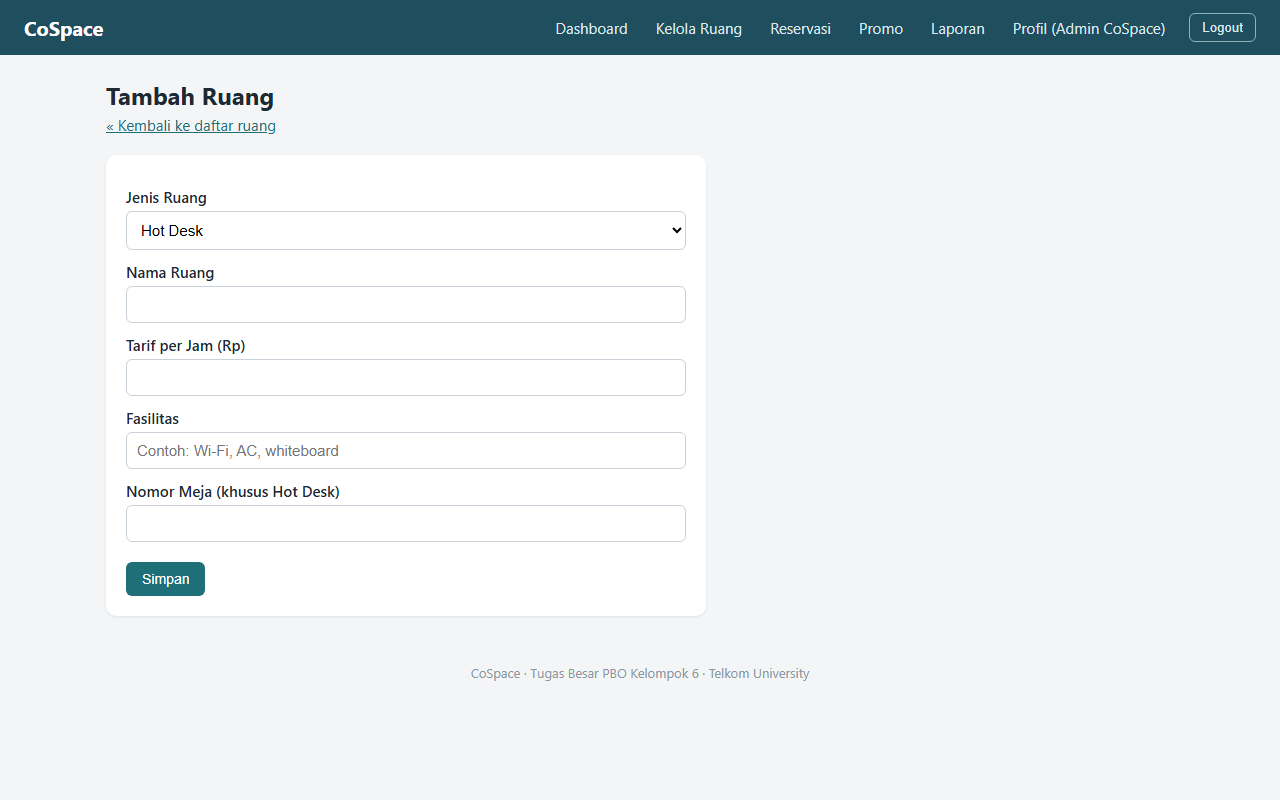 CoSpace
Dashboard Kelola Ruang Reservasi Promo Laporan Profil (Admin CoSpace) Logout
Tambah Ruang
« Kembali ke daftar ruang
Jenis Ruang
Hot Desk
Nama Ruang
Tarif per Jam (Rp)
Fasilitas
Contoh: Wi-Fi, AC, whiteboard
Nomor Meja (khusus Hot Desk)
Simpan
CoSpace · Tugas Besar PBO Kelompok 6 · Telkom University